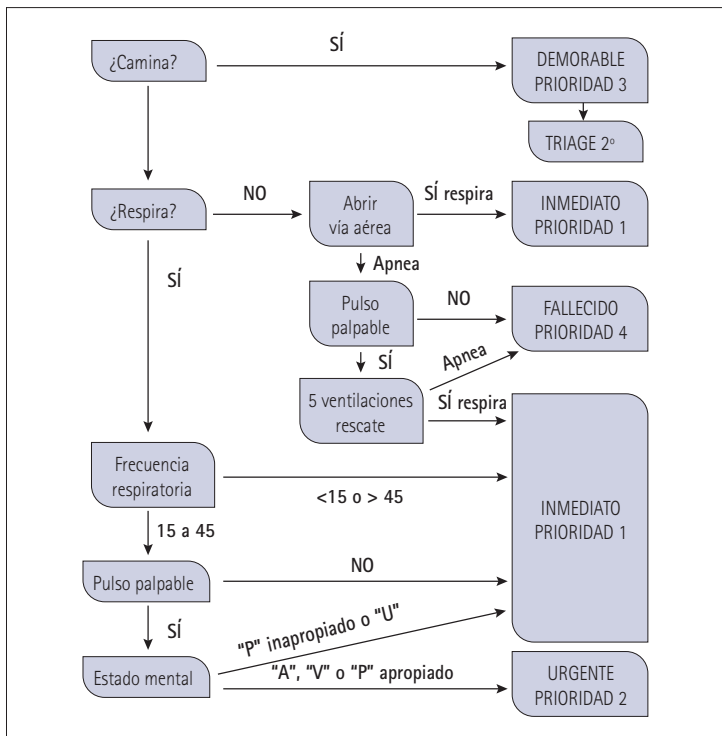 ¿Camina?
SÍ
DEMORABLE
PRIORIDAD 3
TRIAGE 2º
¿Respira?
NO
Abrir
vía aérea
SÍ respira
INMEDIATO
PRIORIDAD 1
SÍ
Apnea
Pulso
palpable
NO
FALLECIDO
PRIORIDAD 4
SÍ
Apnea
5 ventilaciones
rescate
SÍ respira
Frecuencia
respiratoria
<15 o > 45
INMEDIATO
PRIORIDAD 1
15 a 45
Pulso palpable
NO
SÍ
"P" inapropiado o "U"
Estado mental
"A", "V" o "P" apropiado
URGENTE
PRIORIDAD 2